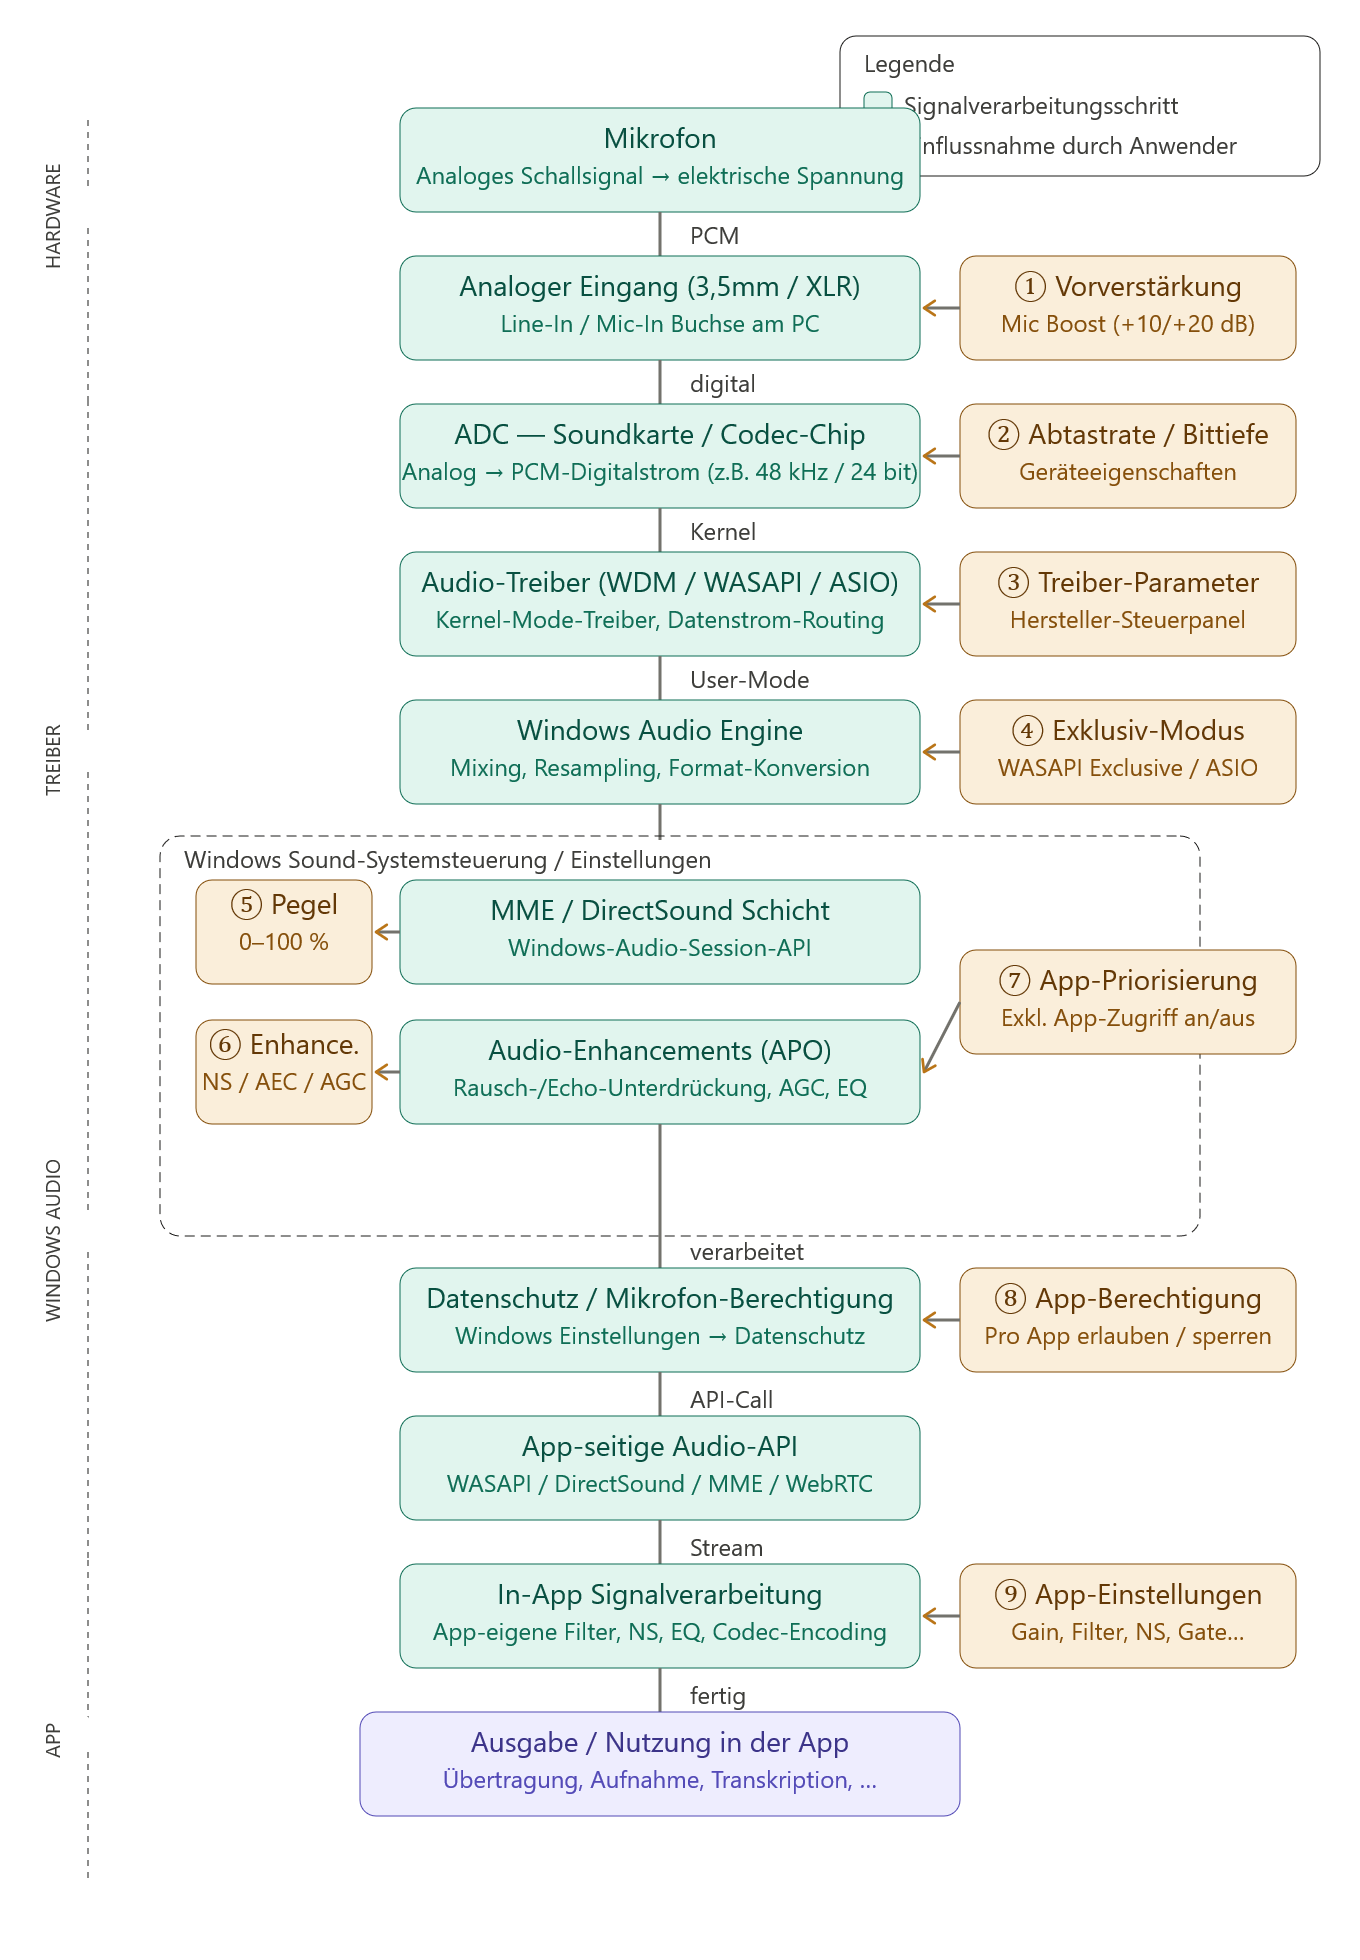 Legende
Signalverarbeitungsschritt
nflussnahme durch Anwender
HARDWARE
Mikrofon
Analoges Schallsignal → elektrische Spannung
PCM
Analoger Eingang (3,5mm / XLR)
Line-In / Mic-In Buchse am PC
① Vorverstärkung
Mic Boost (+10/+20 dB)
digital
ADC — Soundkarte / Codec-Chip
Analog → PCM-Digitalstrom (z.B. 48 kHz / 24 bit)
② Abtastrate / Bittiefe
Geräteeigenschaften
Kernel
Audio-Treiber (WDM / WASAPI / ASIO)
Kernel-Mode-Treiber, Datenstrom-Routing
③ Treiber-Parameter
Hersteller-Steuerpanel
User-Mode
TREIBER
Windows Audio Engine
Mixing, Resampling, Format-Konversion
④ Exklusiv-Modus
WASAPI Exclusive / ASIO
Windows Sound-Systemsteuerung / Einstellungen
⑤ Pegel
0–100 %
MME / DirectSound Schicht
Windows-Audio-Session-API
⑦ App-Priorisierung
Exkl. App-Zugriff an/aus
⑥ Enhance.
NS / AEC / AGC
Audio-Enhancements (APO)
Rausch-/Echo-Unterdrückung, AGC, EQ
WINDOWS AUDIO
verarbeitet
Datenschutz / Mikrofon-Berechtigung
Windows Einstellungen → Datenschutz
⑧ App-Berechtigung
Pro App erlauben / sperren
API-Call
App-seitige Audio-API
WASAPI / DirectSound / MME / WebRTC
Stream
In-App Signalverarbeitung
App-eigene Filter, NS, EQ, Codec-Encoding
⑨ App-Einstellungen
Gain, Filter, NS, Gate...
fertig
APP
Ausgabe / Nutzung in der App
Übertragung, Aufnahme, Transkription, ...